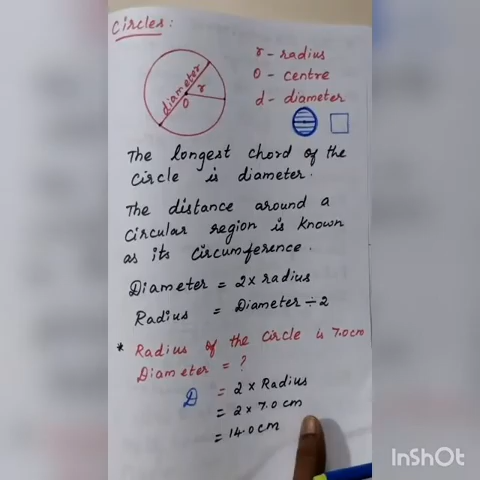 Circles:
diameter
r
O
r - radius
O - centre
d - diameter
The longest chord of the
circle is diameter.
The distance around a
circular region is known
as its circumference.
Diameter = 2 x radius
Radius = Diameter ÷ 2
* Radius of the circle is 7.0cm
Diameter = ?
D = 2 x Radius
= 2 x 7.0 cm
= 14.0 cm
InShOt